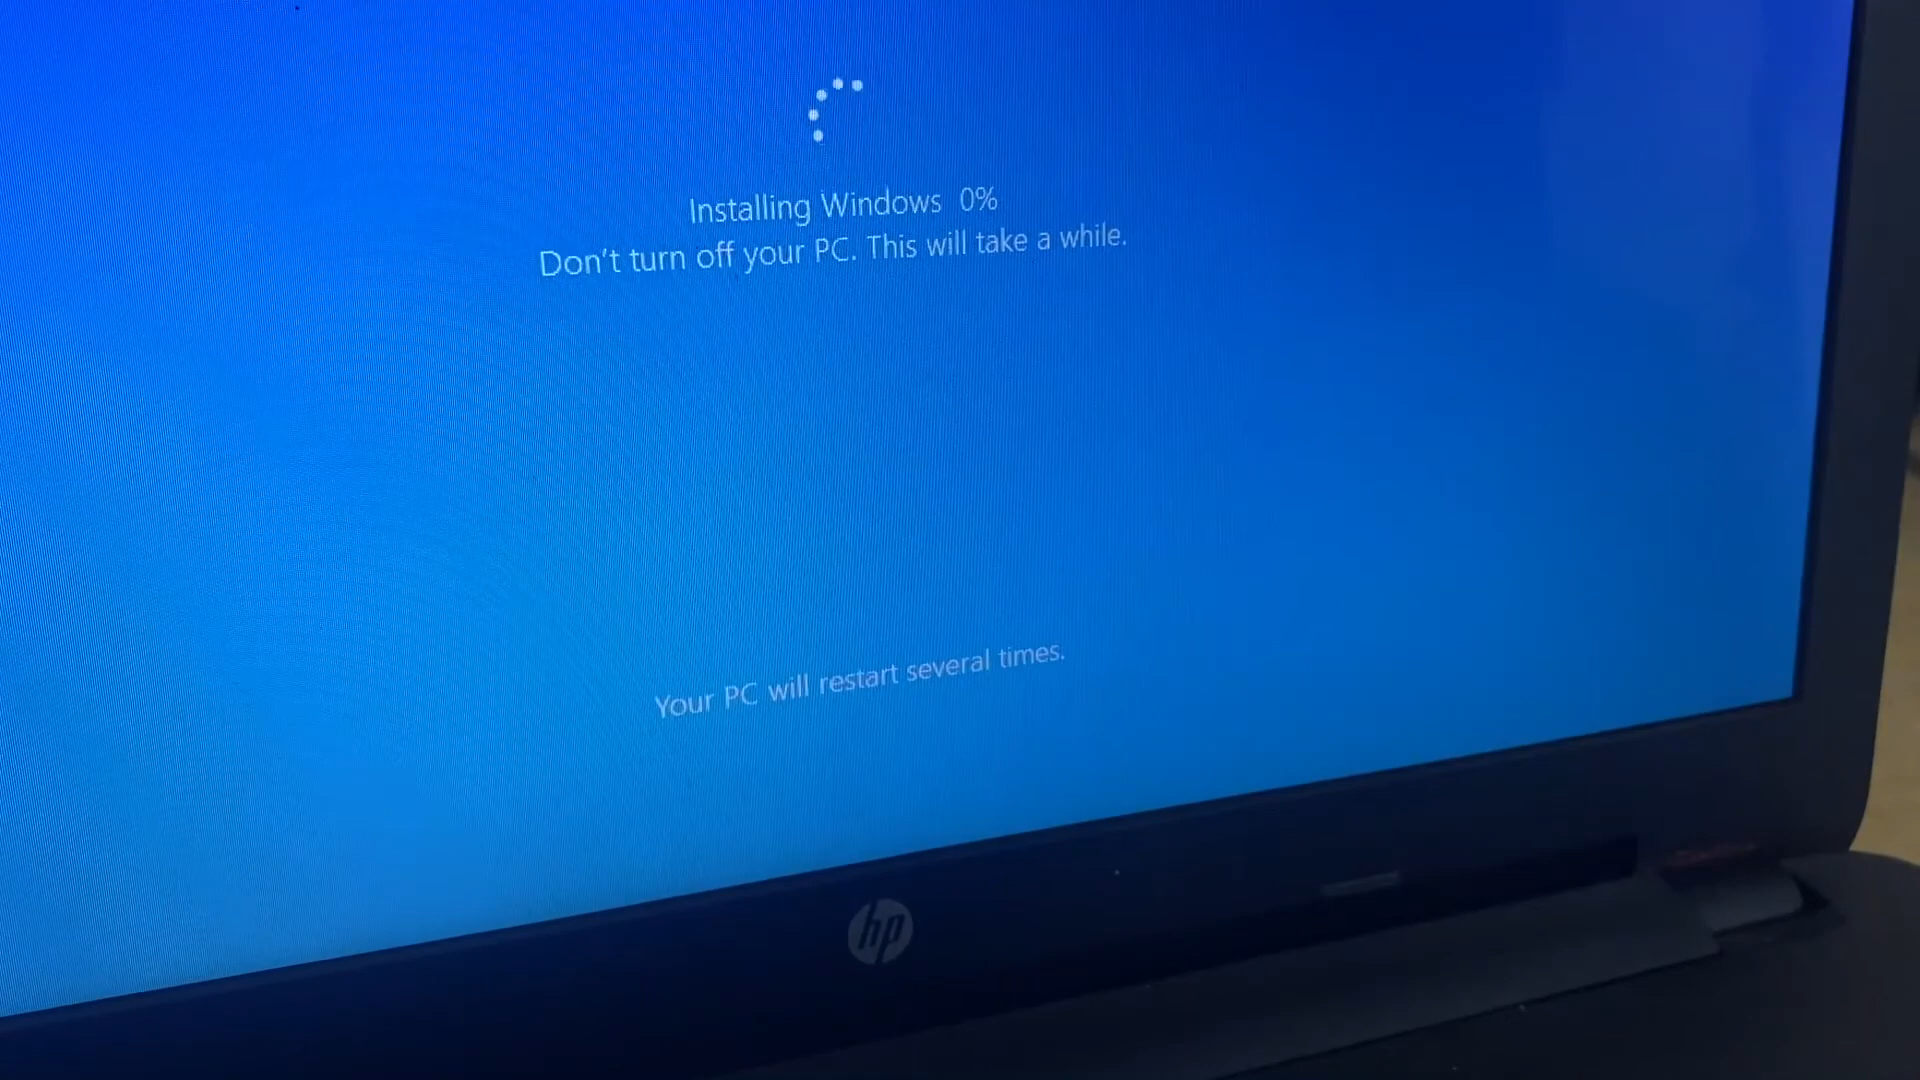 Installing Windows 0%
Don't turn off your PC. This will take a while.
Your PC will restart several times.
hp